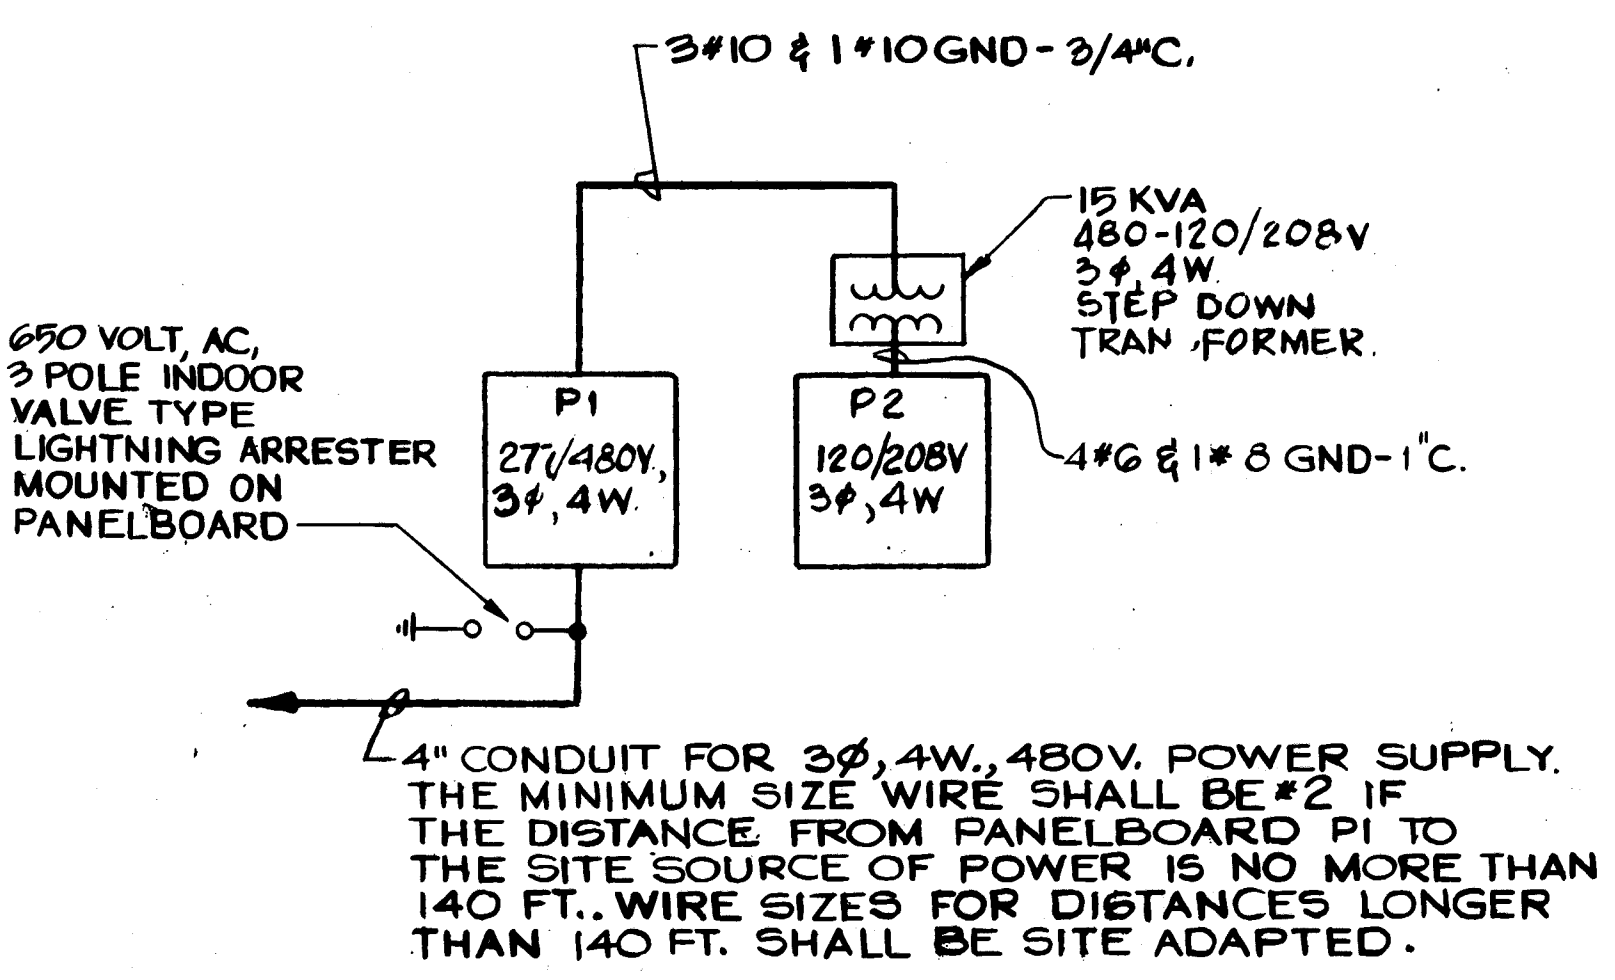 3#10 & 1#10 GND - 3/4"C.
15 KVA
480-120/208V
3ø, 4W.
STEP DOWN
TRAN FORMER.
650 VOLT, AC,
3 POLE INDOOR
VALVE TYPE
LIGHTNING ARRESTER
MOUNTED ON
PANELBOARD
P1
277/480V.,
3ø, 4W.
P2
120/208V
3ø, 4W
4#6 & 1#8 GND-1"C.
4" CONDUIT FOR 3ø, 4W., 480V. POWER SUPPLY.
THE MINIMUM SIZE WIRE SHALL BE #2 IF
THE DISTANCE FROM PANELBOARD P1 TO
THE SITE SOURCE OF POWER IS NO MORE THAN
140 FT.. WIRE SIZES FOR DISTANCES LONGER
THAN 140 FT. SHALL BE SITE ADAPTED.